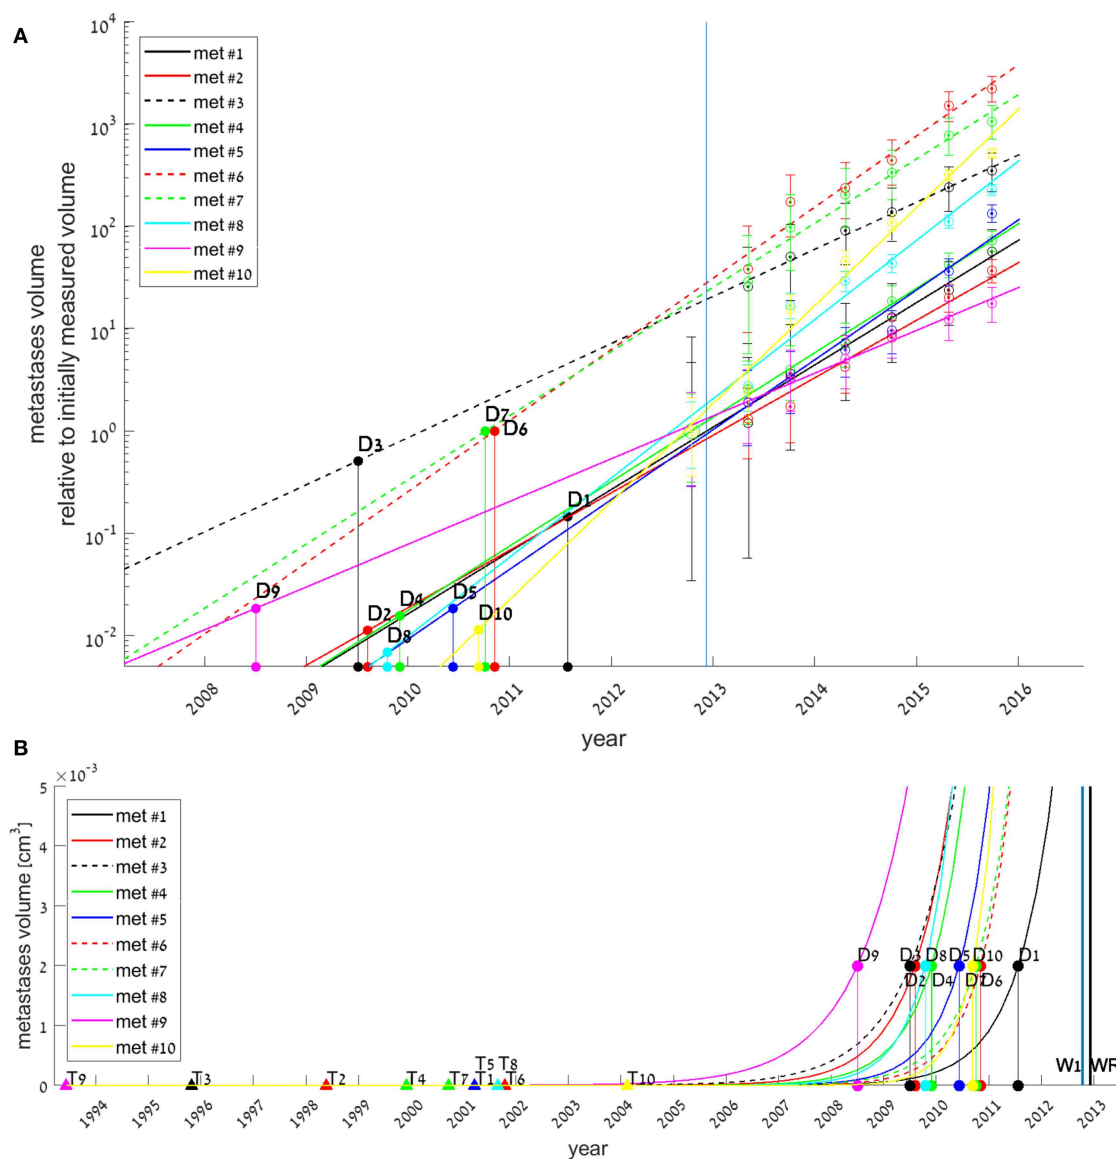 A
10^4
10^3
10^2
10^1
10^0
10^-1
10^-2
metastases volume
relative to initially measured volume
met #1
met #2
met #3
met #4
met #5
met #6
met #7
met #8
met #9
met #10
D3
D7
D6
D1
D9
D2
D4
D5
D10
D8
2008
2009
2010
2011
2012
2013
2014
2015
2016
year
B
×10^-3
5
4
3
2
1
0
metastases volume [cm^3]
met #1
met #2
met #3
met #4
met #5
met #6
met #7
met #8
met #9
met #10
D9
D3
D8
D5
D10
D1
D2
D4
D7
D6
T5
T8
T9
T3
T2
T4
T7
T1
T6
T10
W1
WR
1994
1995
1996
1997
1998
1999
2000
2001
2002
2003
2004
2005
2006
2007
2008
2009
2010
2011
2012
2013
year